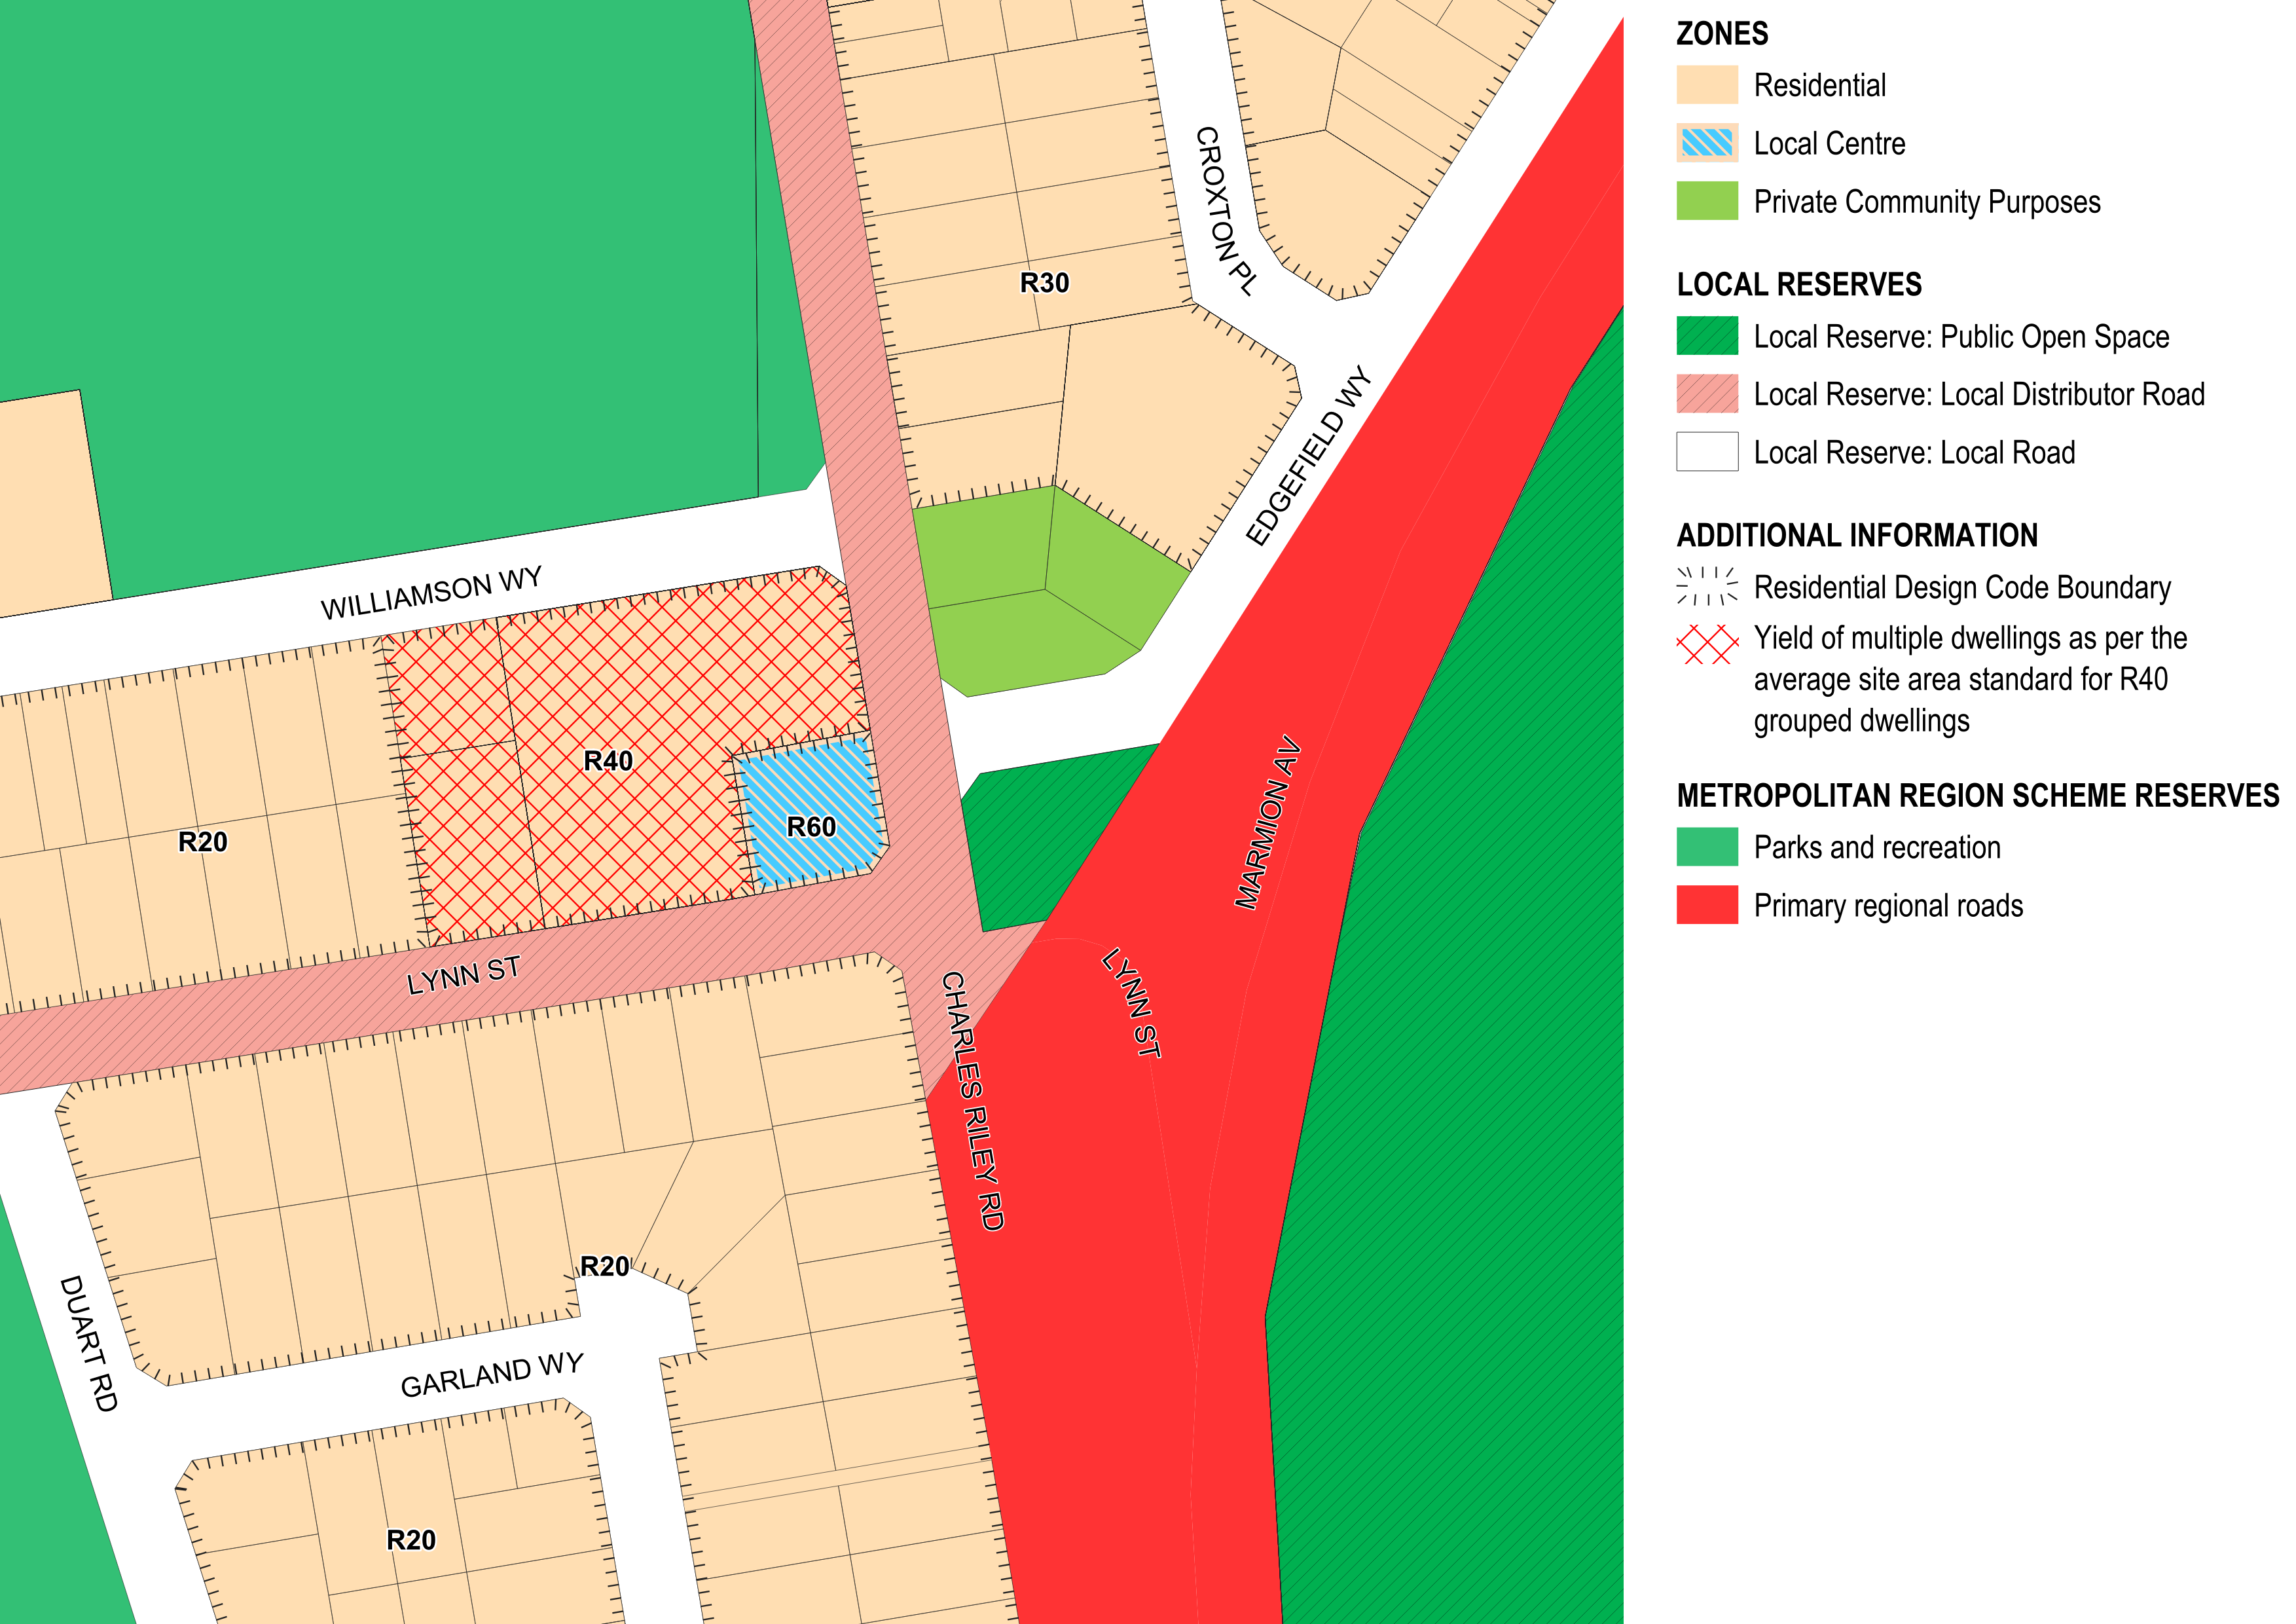 CROXTON PL
R30
EDGEFIELD WY
WILLIAMSON WY
R40
R60
R20
MARMION AV
LYNN ST
LYNN ST
CHARLES RILEY RD
R20
DUART RD
GARLAND WY
R20
ZONES
Residential
Local Centre
Private Community Purposes
LOCAL RESERVES
Local Reserve: Public Open Space
Local Reserve: Local Distributor Road
Local Reserve: Local Road
ADDITIONAL INFORMATION
Residential Design Code Boundary
Yield of multiple dwellings as per the
average site area standard for R40
grouped dwellings
METROPOLITAN REGION SCHEME RESERVES
Parks and recreation
Primary regional roads